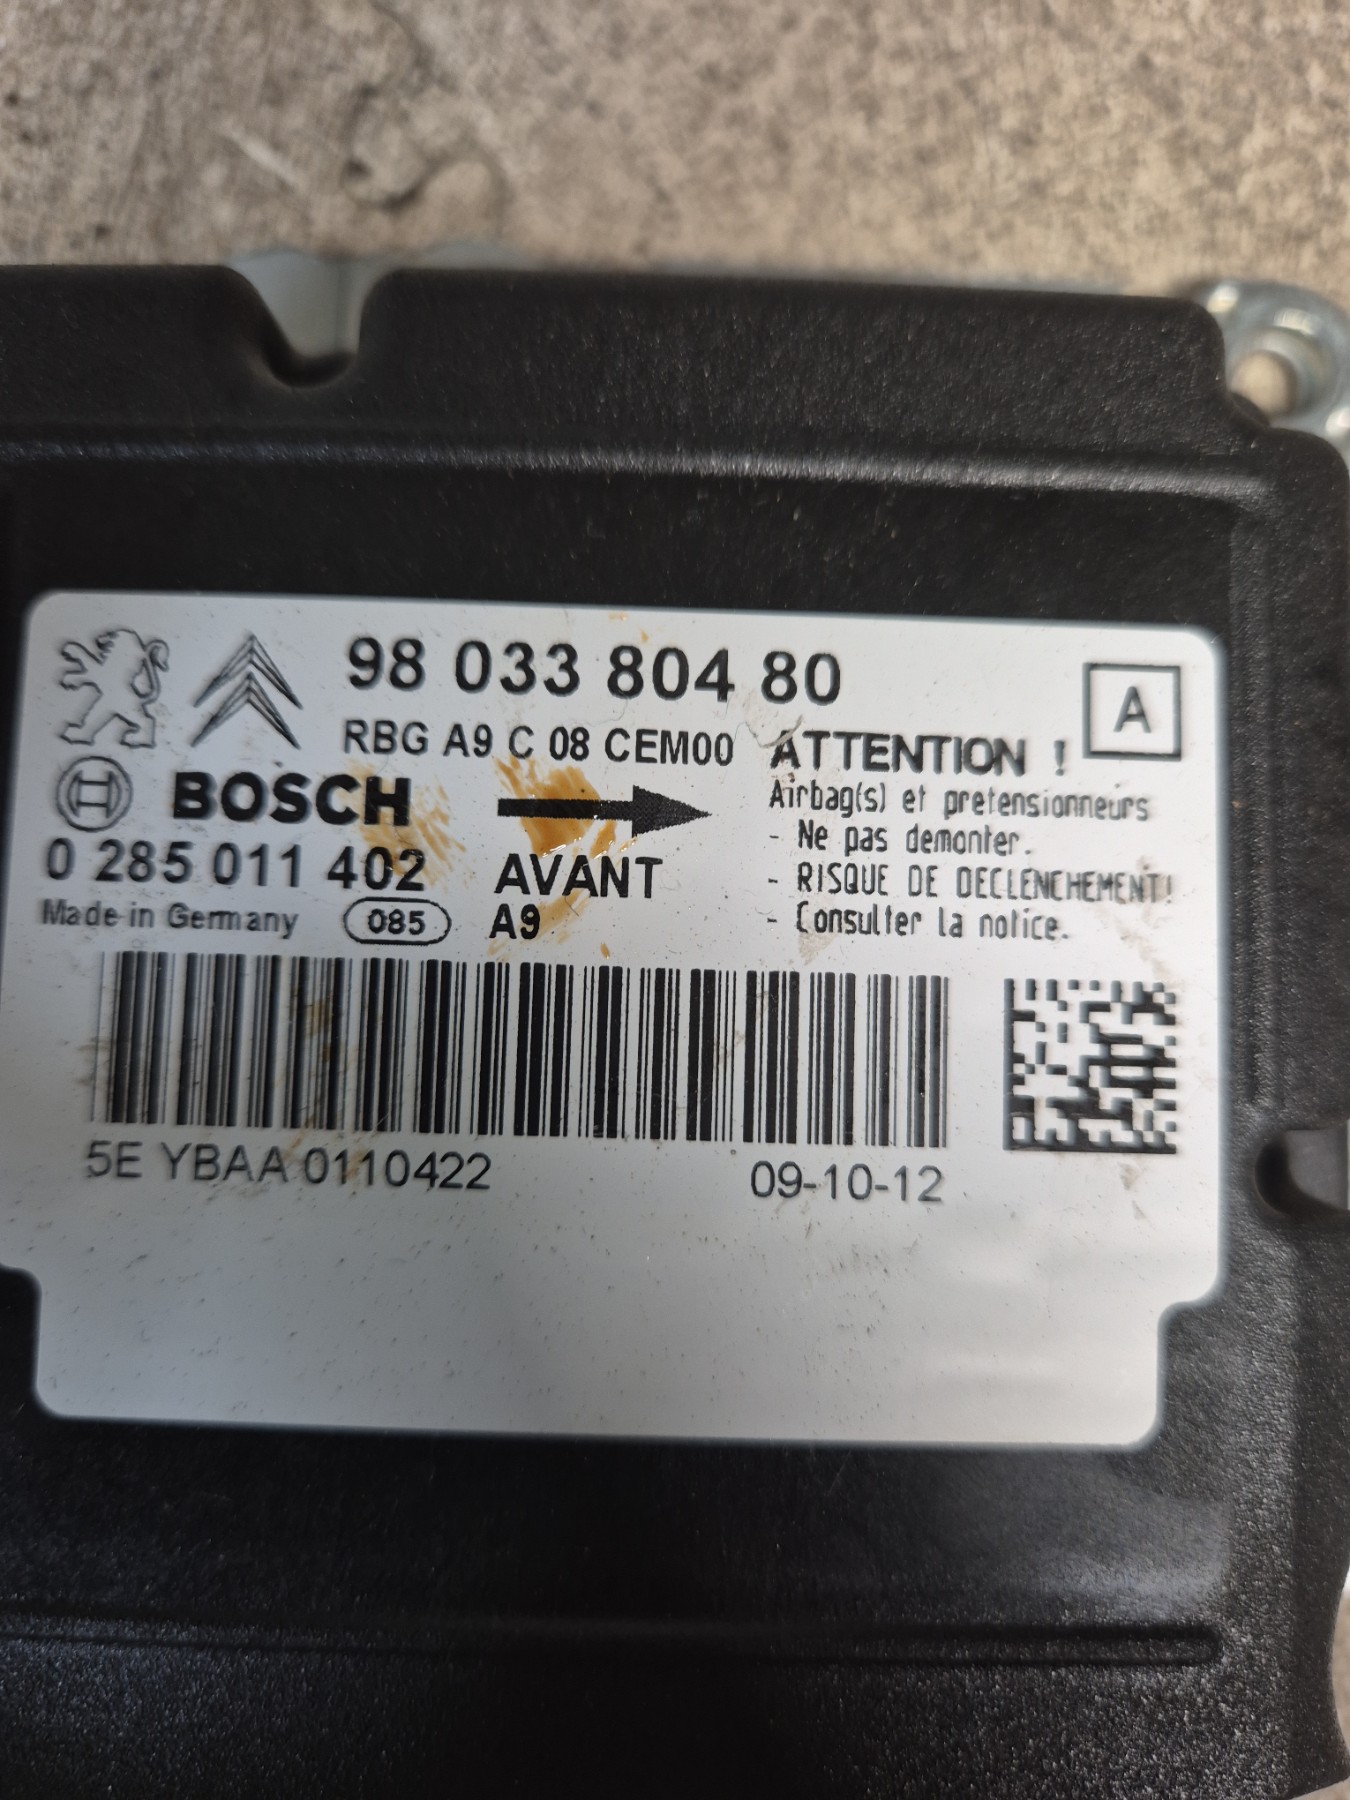 98 033 804 80
A
RBG A9 C 08 CEM00
ATTENTION !
BOSCH
Airbag(s) et pretensionneurs
- Ne pas demonter.
0 285 011 402
AVANT
- RISQUE DE DECLENCHEMENT!
Made in Germany
085
A9
- Consulter la notice.
5E YBAA 0110422
09-10-12